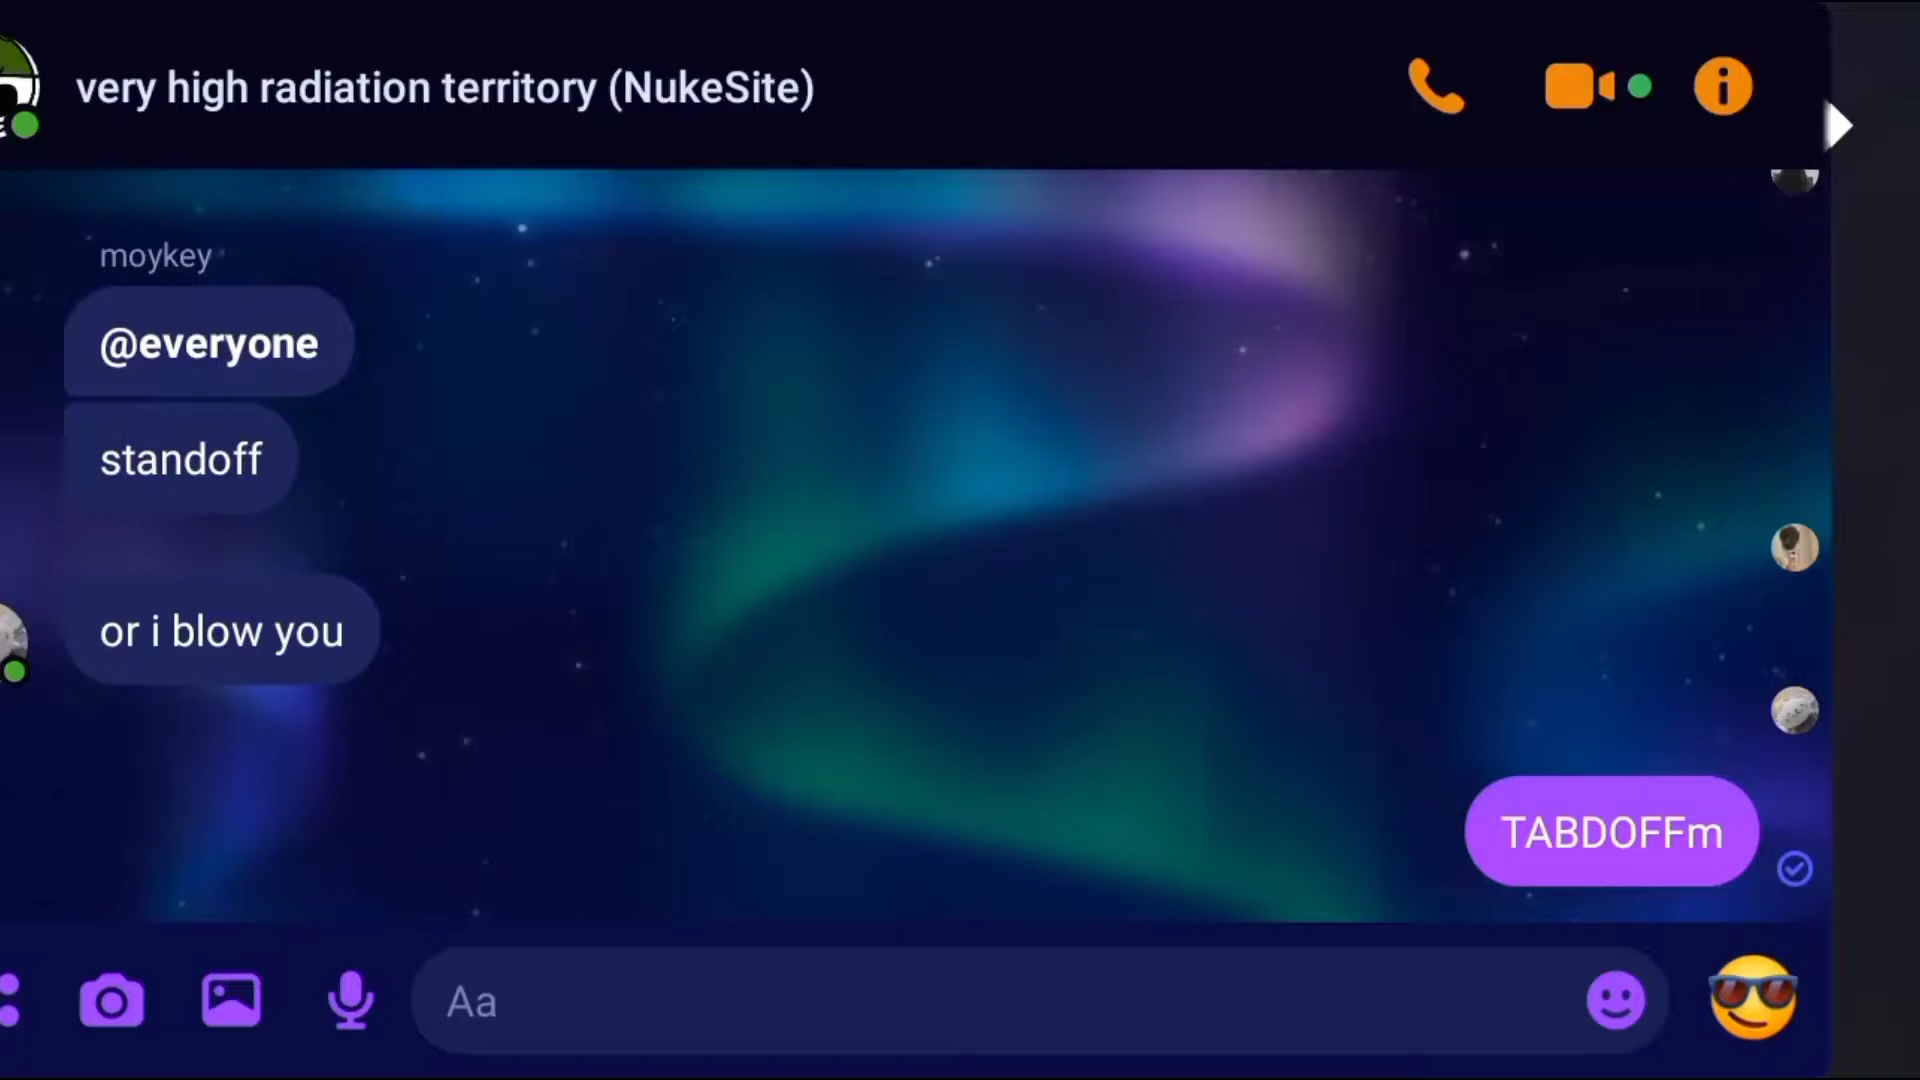 very high radiation territory (NukeSite)
moykey
@everyone
standoff
or i blow you
TABDOFFm
Aa